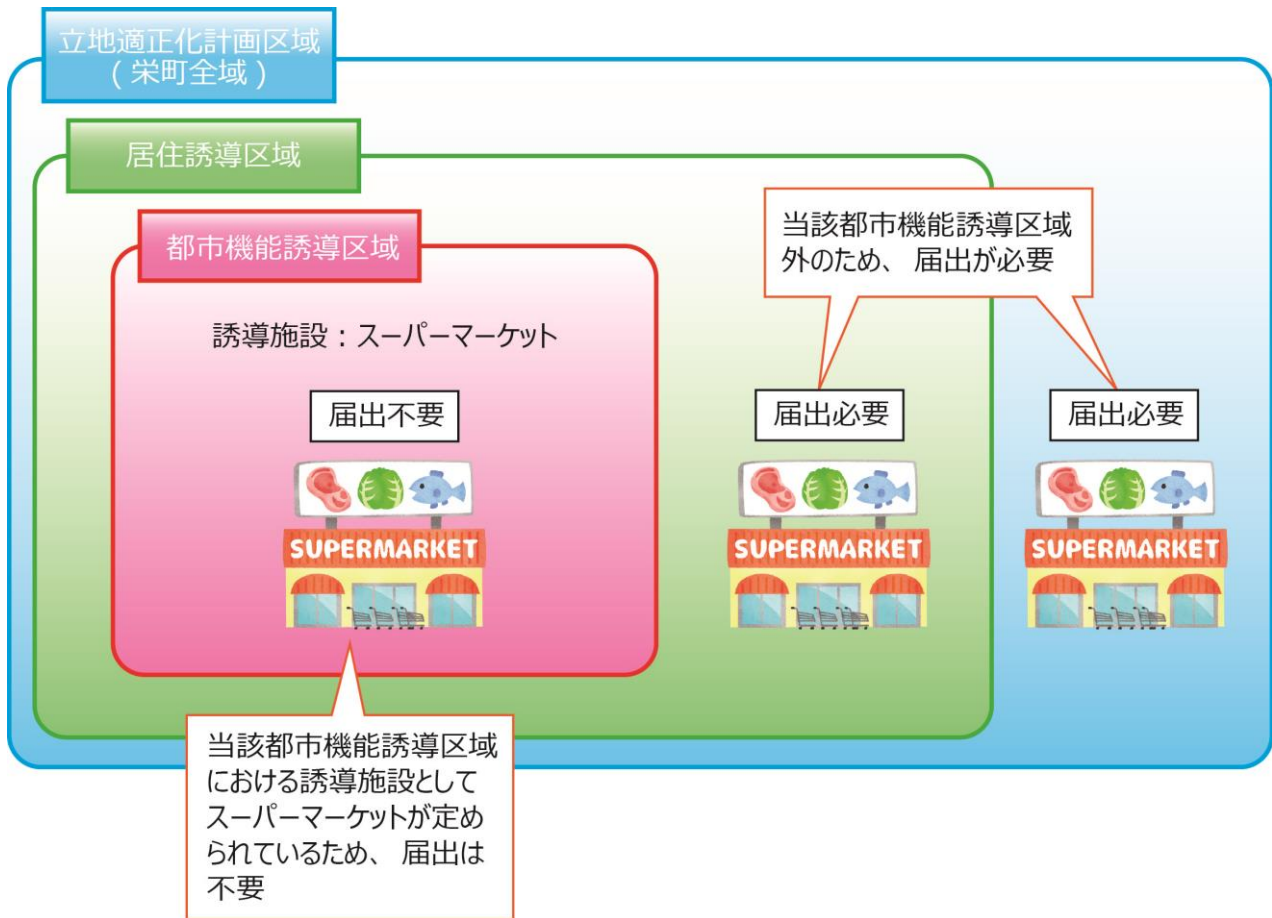 立地適正化計画区域
(栄町全域)
居住誘導区域
都市機能誘導区域
当該都市機能誘導区域
外のため、届出が必要
誘導施設：スーパーマーケット
届出不要
届出必要
届出必要
SUPERMARKET
SUPERMARKET
SUPERMARKET
当該都市機能誘導区域
における誘導施設として
スーパーマーケットが定め
られているため、届出は
不要